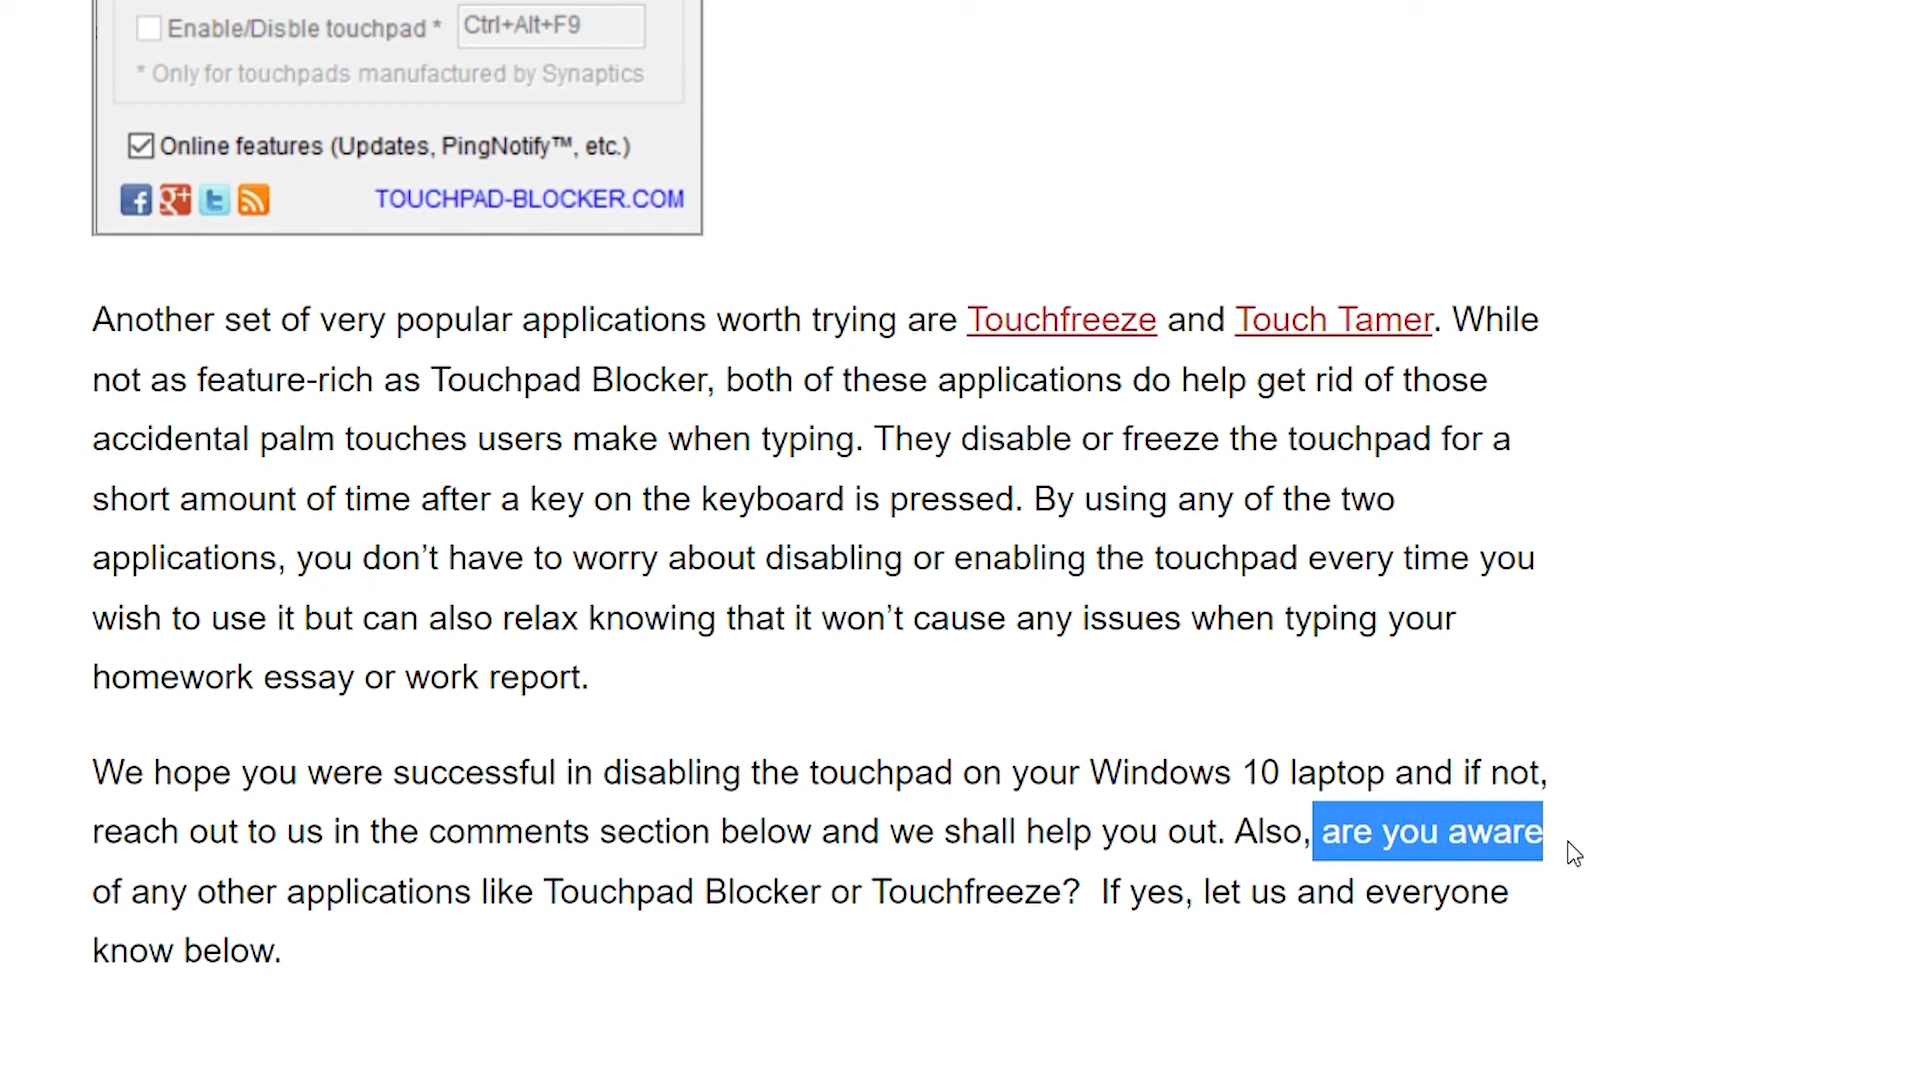 Enable/Disble touchpad * Ctrl+Alt+F9
* Only for touchpads manufactured by Synaptics
Online features (Updates, PingNotify™, etc.)
TOUCHPAD-BLOCKER.COM
Another set of very popular applications worth trying are Touchfreeze and Touch Tamer. While
not as feature-rich as Touchpad Blocker, both of these applications do help get rid of those
accidental palm touches users make when typing. They disable or freeze the touchpad for a
short amount of time after a key on the keyboard is pressed. By using any of the two
applications, you don’t have to worry about disabling or enabling the touchpad every time you
wish to use it but can also relax knowing that it won’t cause any issues when typing your
homework essay or work report.
We hope you were successful in disabling the touchpad on your Windows 10 laptop and if not,
reach out to us in the comments section below and we shall help you out. Also, are you aware
of any other applications like Touchpad Blocker or Touchfreeze?  If yes, let us and everyone
know below.